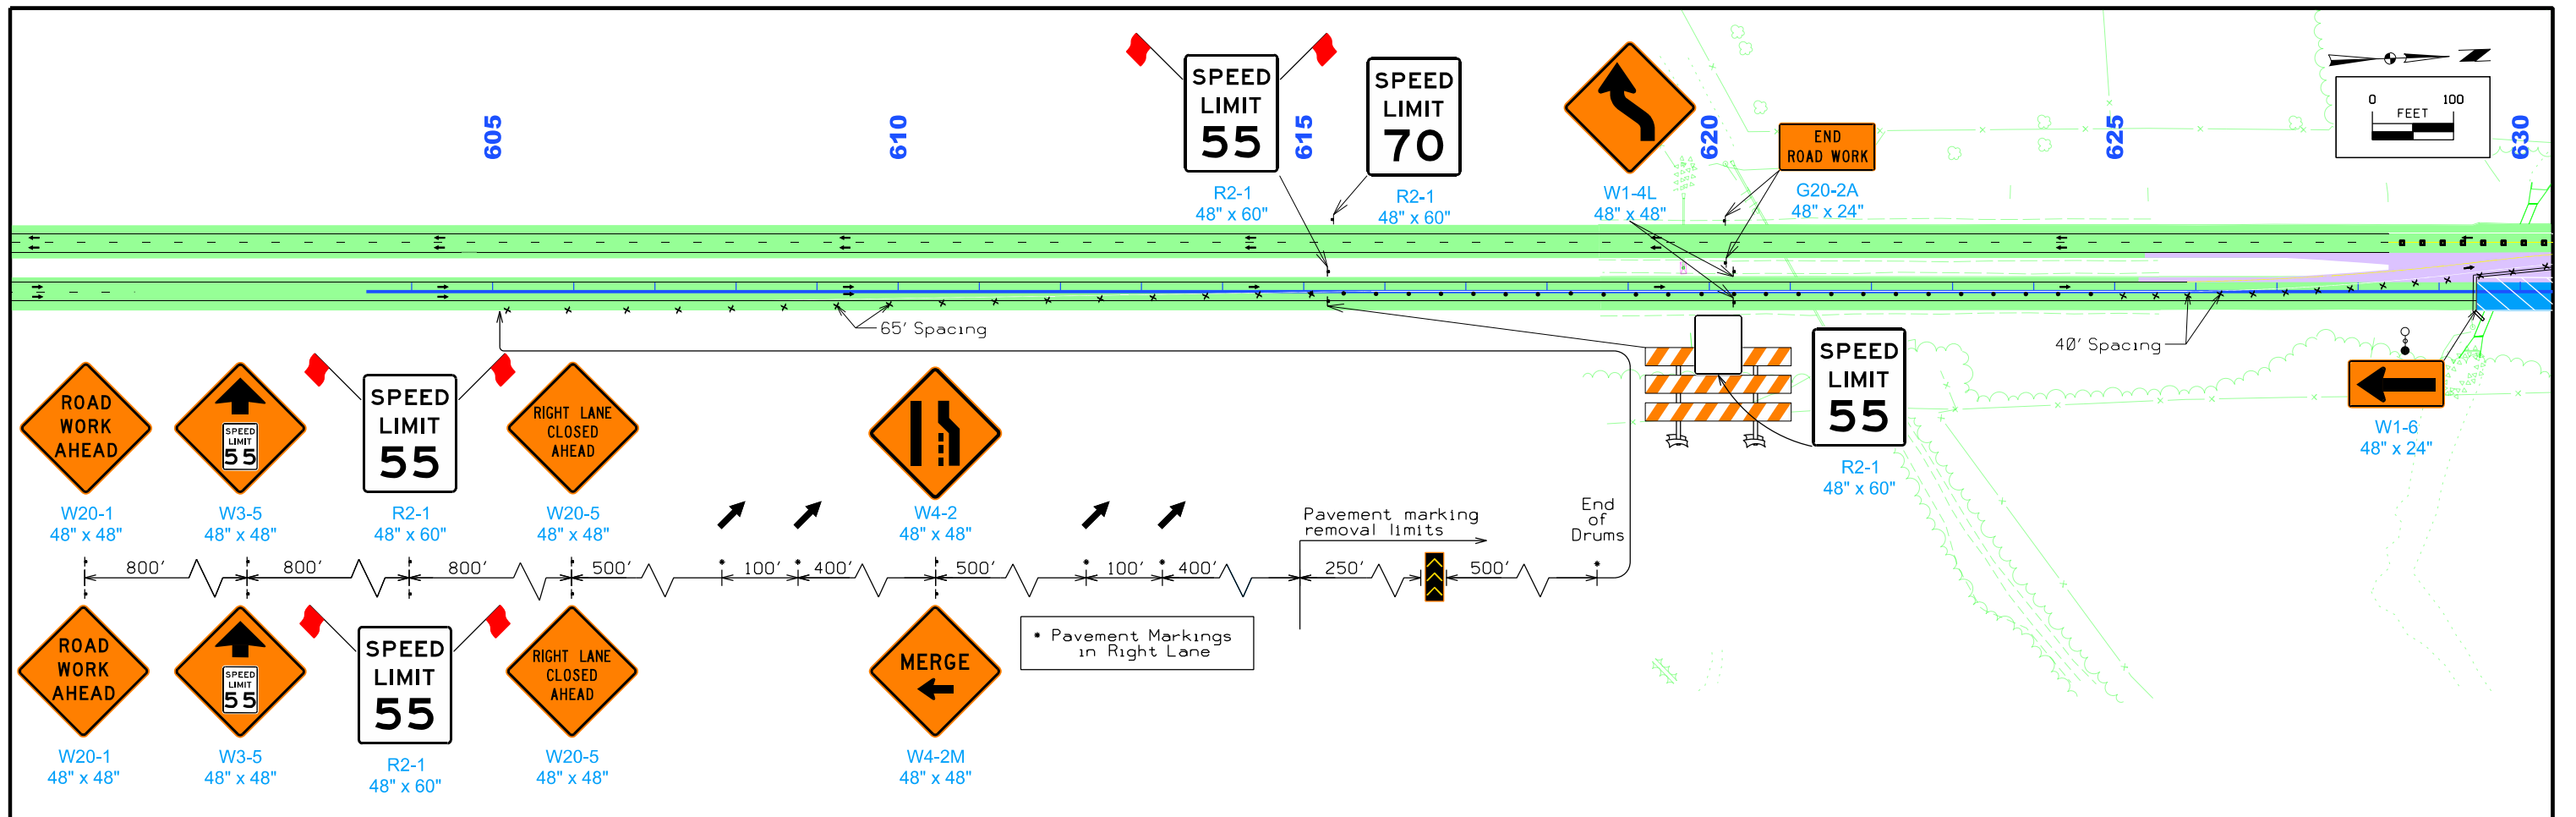 SPEED
LIMIT
55
R2-1
48" x 60"
SPEED
LIMIT
70
R2-1
48" x 60"
W1-4L
48" x 48"
END
ROAD WORK
G20-2A
48" x 24"
0 100
FEET
605
610
615
620
625
630
65' Spacing
40' Spacing
ROAD
WORK
AHEAD
W20-1
48" x 48"
SPEED
LIMIT
55
W3-5
48" x 48"
SPEED
LIMIT
55
R2-1
48" x 60"
RIGHT LANE
CLOSED
AHEAD
W20-5
48" x 48"
W4-2
48" x 48"
SPEED
LIMIT
55
R2-1
48" x 60"
W1-6
48" x 24"
Pavement marking
removal limits
End
of
Drums
800' 800' 800' 500' 100' 400' 500' 100' 400' 250' 500'
* Pavement Markings
in Right Lane
ROAD
WORK
AHEAD
W20-1
48" x 48"
SPEED
LIMIT
55
W3-5
48" x 48"
SPEED
LIMIT
55
R2-1
48" x 60"
RIGHT LANE
CLOSED
AHEAD
W20-5
48" x 48"
MERGE
W4-2M
48" x 48"